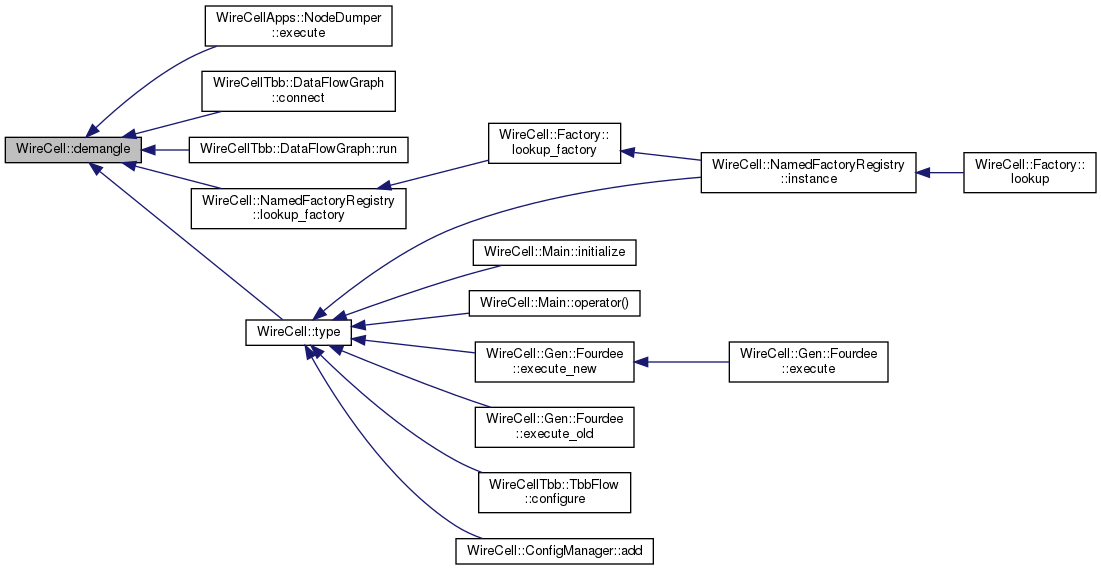 WireCellApps::NodeDumper
::execute
WireCellTbb::DataFlowGraph
::connect
WireCell::demangle
WireCellTbb::DataFlowGraph::run
WireCell::NamedFactoryRegistry
::lookup_factory
WireCell::Factory::
lookup_factory
WireCell::NamedFactoryRegistry
::instance
WireCell::Factory::
lookup
WireCell::type
WireCell::Main::initialize
WireCell::Main::operator()
WireCell::Gen::Fourdee
::execute_new
WireCell::Gen::Fourdee
::execute
WireCell::Gen::Fourdee
::execute_old
WireCellTbb::TbbFlow
::configure
WireCell::ConfigManager::add